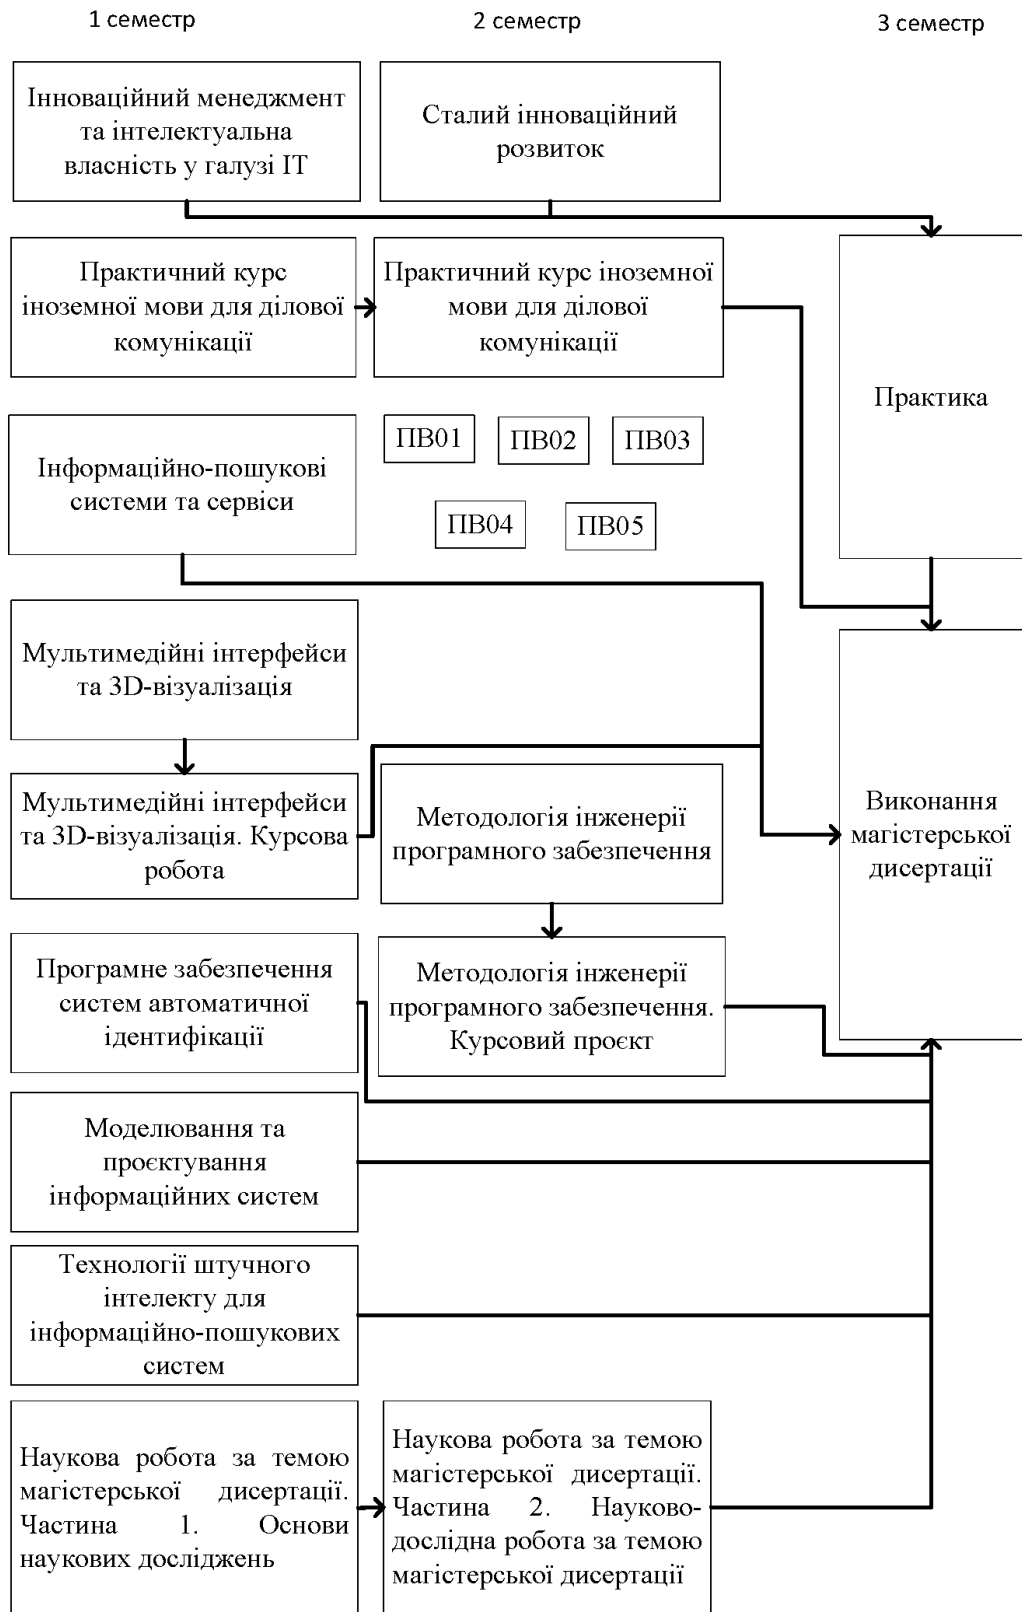 1 семестр
2 семестр
3 семестр
Інноваційний менеджмент
та інтелектуальна
власність у галузі ІТ
Сталий інноваційний
розвиток
Практичний курс
іноземної мови для ділової
комунікації
Практичний курс іноземної
мови для ділової
комунікації
Практика
Інформаційно-пошукові
системи та сервіси
ПВ01
ПВ02
ПВ03
ПВ04
ПВ05
Мультимедійні інтерфейси
та 3D-візуалізація
Мультимедійні інтерфейси
та 3D-візуалізація. Курсова
робота
Методологія інженерії
програмного забезпечення
Виконання
магістерської
дисертації
Програмне забезпечення
систем автоматичної
ідентифікації
Методологія інженерії
програмного забезпечення.
Курсовий проєкт
Моделювання та
проєктування
інформаційних систем
Технології штучного
інтелекту для
інформаційно-пошукових
систем
Наукова робота за темою
магістерської дисертації.
Частина 1. Основи
наукових досліджень
Наукова робота за темою
магістерської дисертації.
Частина 2. Науково-
дослідна робота за темою
магістерської дисертації